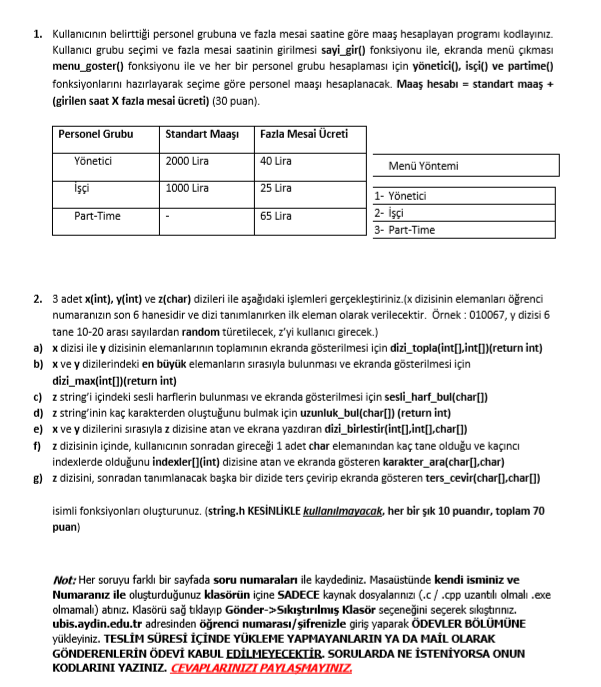 1. Kullanıcının belirttiği personel grubuna ve fazla mesai saatine göre maaş hesaplayan programı kodlayınız.
Kullanıcı grubu seçimi ve fazla mesai saatinin girilmesi sayi_gir() fonksiyonu ile, ekranda menü çıkması
menu_goster() fonksiyonu ile ve her bir personel grubu hesaplaması için yönetici(), işçi() ve partime()
fonksiyonlarını hazırlayarak seçime göre personel maaşı hesaplanacak. Maaş hesabı = standart maaş +
(girilen saat X fazla mesai ücreti) (30 puan).
Personel Grubu Standart Maaşı Fazla Mesai Ücreti
Yönetici 2000 Lira 40 Lira
İşçi 1000 Lira 25 Lira
Part-Time - 65 Lira
Menü Yöntemi
1- Yönetici
2- İşçi
3- Part-Time
2. 3 adet x(int), y(int) ve z(char) dizileri ile aşağıdaki işlemleri gerçekleştiriniz.(x dizisinin elemanları öğrenci
numaranızın son 6 hanesidir ve dizi tanımlanırken ilk eleman olarak verilecektir. Örnek : 010067, y dizisi 6
tane 10-20 arası sayılardan random türetilecek, z'yi kullanıcı girecek.)
a) x dizisi ile y dizisinin elemanlarının toplamının ekranda gösterilmesi için dizi_topla(int[],int[])(return int)
b) x ve y dizilerindeki en büyük elemanların sırasıyla bulunması ve ekranda gösterilmesi için
dizi_max(int[])(return int)
c) z string'i içindeki sesli harflerin bulunması ve ekranda gösterilmesi için sesli_harf_bul(char[])
d) z string'inin kaç karakterden oluştuğunu bulmak için uzunluk_bul(char[]) (return int)
e) x ve y dizilerini sırasıyla z dizisine atan ve ekrana yazdıran dizi_birlestir(int[],int[],char[])
f) z dizisinin içinde, kullanıcının sonradan gireceği 1 adet char elemanından kaç tane olduğu ve kaçıncı
indexlerde olduğunu indexler[](int) dizisine atan ve ekranda gösteren karakter_ara(char[],char)
g) z dizisini, sonradan tanımlanacak başka bir dizide ters çevirip ekranda gösteren ters_cevir(char[],char[])
isimli fonksiyonları oluşturunuz. (string.h KESİNLİKLE kullanılmayacak, her bir şık 10 puandır, toplam 70
puan)
Not: Her soruyu farklı bir sayfada soru numaraları ile kaydediniz. Masaüstünde kendi isminiz ve
Numaranız ile oluşturduğunuz klasörün içine SADECE kaynak dosyalarınızı (.c / .cpp uzantılı olmalı .exe
olmamalı) atınız. Klasörü sağ tıklayıp Gönder->Sıkıştırılmış Klasör seçeneğini seçerek sıkıştırınız.
ubis.aydin.edu.tr adresinden öğrenci numarası/şifrenizle giriş yaparak ÖDEVLER BÖLÜMÜNE
yükleyiniz. TESLİM SÜRESİ İÇİNDE YÜKLEME YAPMAYANLARIN YA DA MAİL OLARAK
GÖNDERENLERİN ÖDEVİ KABUL EDİLMEYECEKTİR. SORULARDA NE İSTENİYORSA ONUN
KODLARINI YAZINIZ. CEVAPLARINIZI PAYLAŞMAYINIZ.